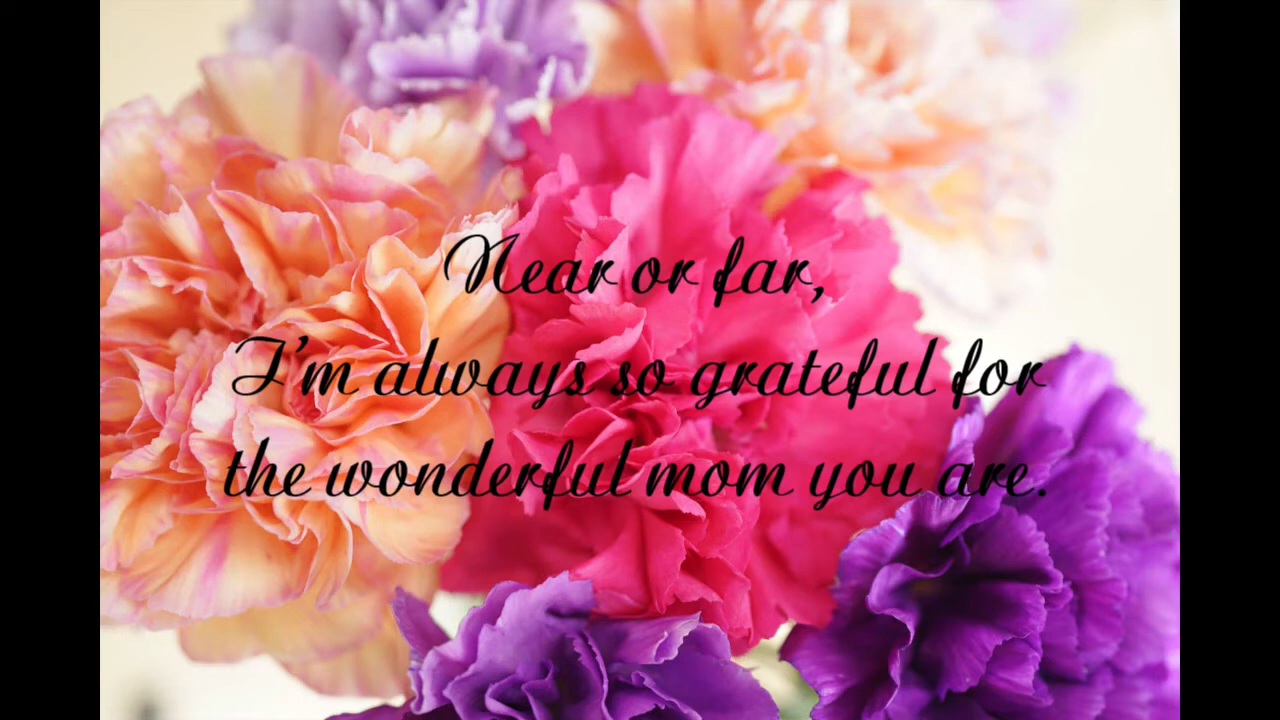 Near or far,
I'm always so grateful for
the wonderful mom you are.